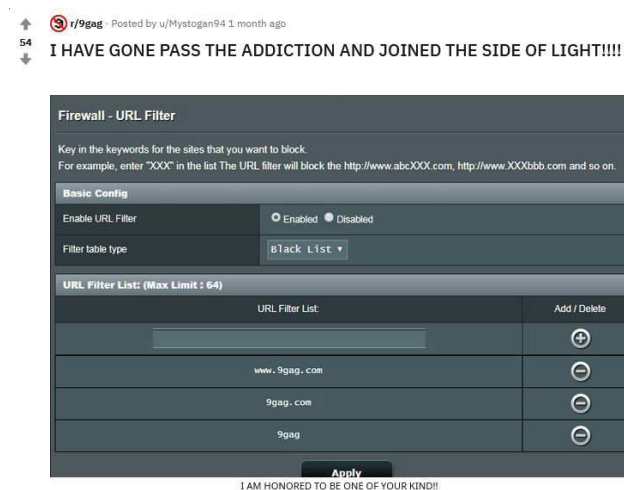 r/9gag · Posted by u/Mystogan94 1 month ago
54
I HAVE GONE PASS THE ADDICTION AND JOINED THE SIDE OF LIGHT!!!!
Firewall - URL Filter
Key in the keywords for the sites that you want to block.
For example, enter "XXX" in the list The URL filter will block the http://www.abcXXX.com, http://www.XXXbbb.com and so on.
Basic Config
Enable URL Filter Enabled Disabled
Filter table type Black List
URL Filter List: (Max Limit : 64)
URL Filter List: Add / Delete
www.9gag.com
9gag.com
9gag
Apply
I AM HONORED TO BE ONE OF YOUR KIND!!